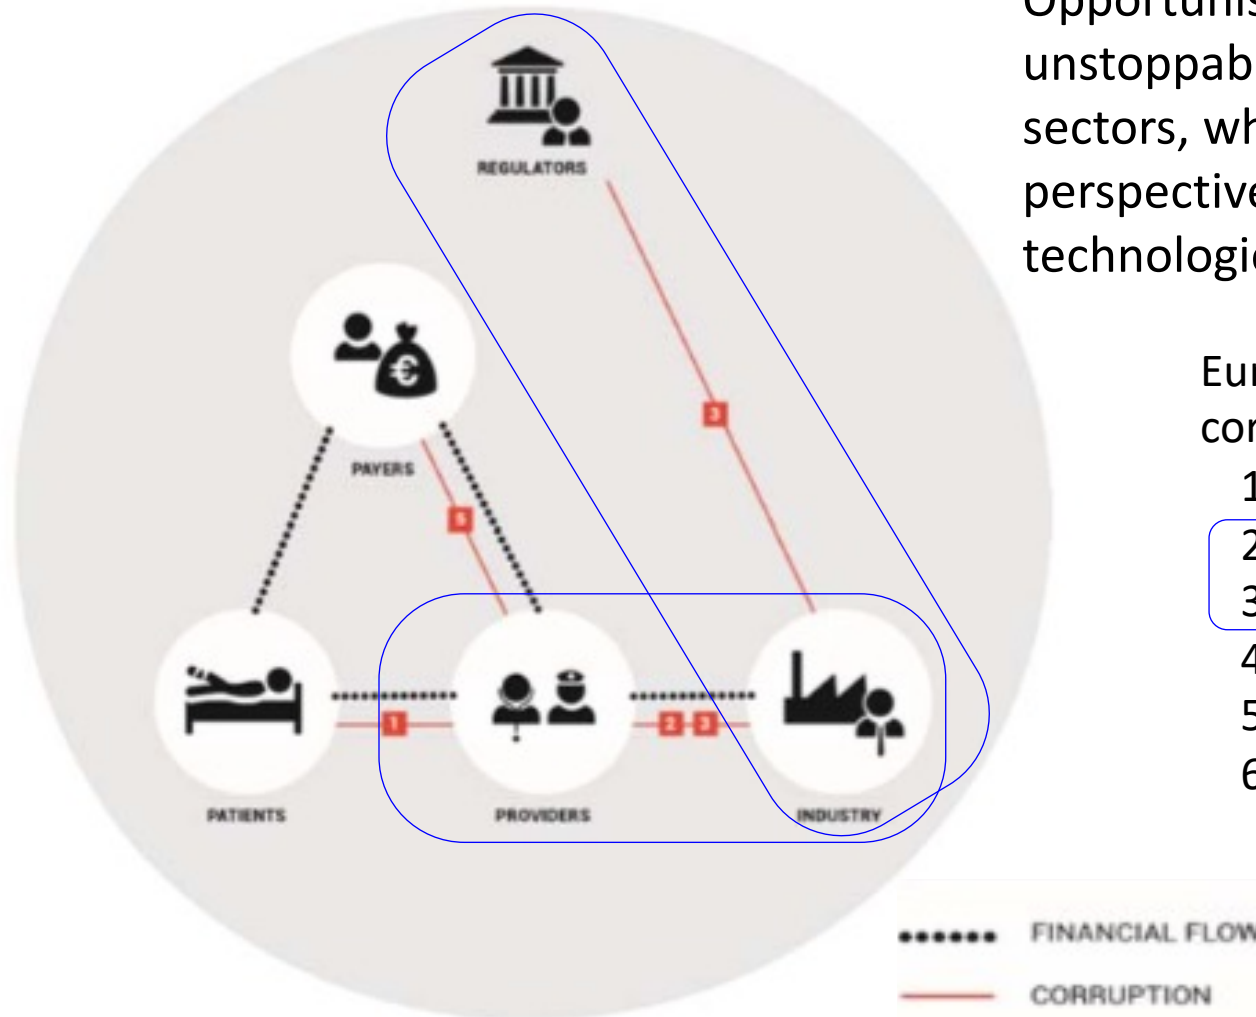 REGULATORS
3
PAYERS
5
1
2 3
PATIENTS
PROVIDERS
INDUSTRY
€
FINANCIAL FLOW
CORRUPTION
Opportunis
unstoppab
sectors, wh
perspective
technologie
Eur
cor
1
2
3
4
5
6